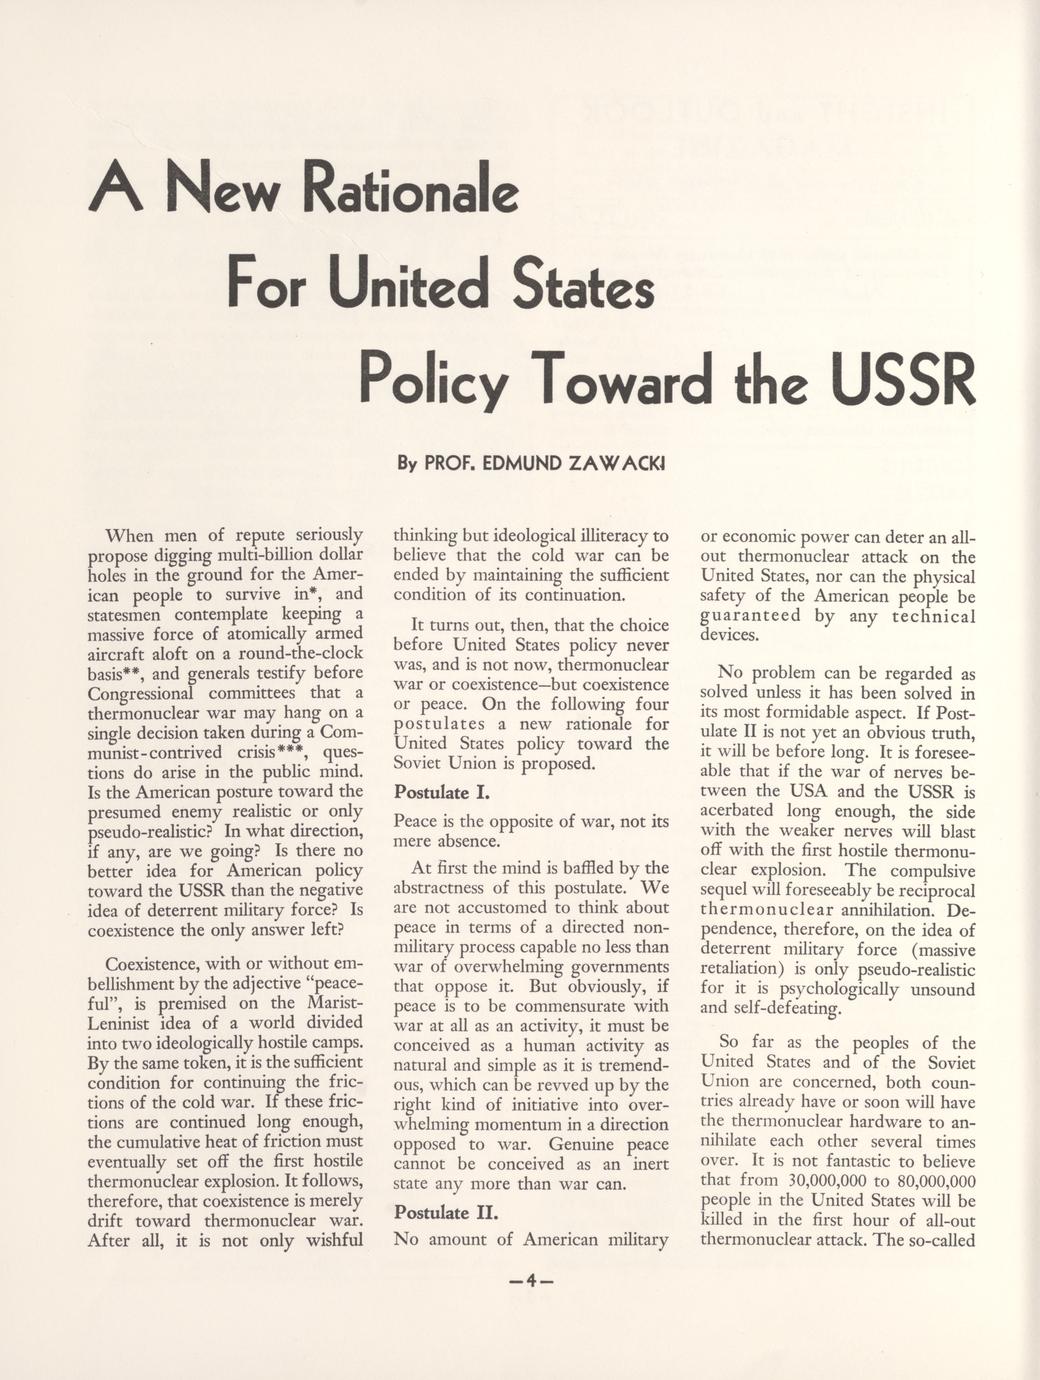 A New Rationale
For United States
Policy Toward the USSR
By PROF. EDMUND ZAWACKI
When men of repute seriously
propose digging multi-billion dollar
holes in the ground for the Amer-
ican people to survive in*, and
statesmen contemplate keeping a
massive force of atomically armed
aircraft aloft on a round-the-clock
basis**, and generals testify before
Congressional committees that a
thermonuclear war may hang on a
single decision taken during a Com-
munist-contrived crisis***, ques-
tions do arise in the public mind.
Is the American posture toward the
presumed enemy realistic or only
pseudo-realistic? In what direction,
if any, are we going? Is there no
better idea for American policy
toward the USSR than the negative
idea of deterrent military force? Is
coexistence the only answer left?
Coexistence, with or without em-
bellishment by the adjective “peace-
ful”, is premised on the Marist-
Leninist idea of a world divided
into two ideologically hostile camps.
By the same token, it is the sufficient
condition for continuing the fric-
tions of the cold war. If these fric-
tions are continued long enough,
the cumulative heat of friction must
eventually set off the first hostile
thermonuclear explosion. It follows,
therefore, that coexistence is merely
drift toward thermonuclear war.
After all, it is not only wishful
thinking but ideological illiteracy to
believe that the cold war can be
ended by maintaining the sufficient
condition of its continuation.
It turns out, then, that the choice
before United States policy never
was, and is not now, thermonuclear
war or coexistence—but coexistence
or peace. On the following four
postulates a new rationale for
United States policy toward the
Soviet Union is proposed.
Postulate I.
Peace is the opposite of war, not its
mere absence.
At first the mind is baffled by the
abstractness of this postulate. We
are not accustomed to think about
peace in terms of a directed non-
military process capable no less than
war of overwhelming governments
that oppose it. But obviously, if
peace is to be commensurate with
war at all as an activity, it must be
conceived as a human activity as
natural and simple as it is tremend-
ous, which can be revved up by the
right kind of initiative into over-
whelming momentum in a direction
opposed to war. Genuine peace
cannot be conceived as an inert
state any more than war can.
Postulate II.
No amount of American military
or economic power can deter an all-
out thermonuclear attack on the
United States, nor can the physical
safety of the American people be
guaranteed by any technical
devices.
No problem can be regarded as
solved unless it has been solved in
its most formidable aspect. If Post-
ulate II is not yet an obvious truth,
it will be before long. It is foresee-
able that if the war of nerves be-
tween the USA and the USSR is
acerbated long enough, the side
with the weaker nerves will blast
off with the first hostile thermonu-
clear explosion. The compulsive
sequel will foreseeably be reciprocal
thermonuclear annihilation. De-
pendence, therefore, on the idea of
deterrent military force (massive
retaliation) is only pseudo-realistic
for it is psychologically unsound
and self-defeating.
So far as the peoples of the
United States and of the Soviet
Union are concerned, both coun-
tries already have or soon will have
the thermonuclear hardware to an-
nihilate each other several times
over. It is not fantastic to believe
that from 30,000,000 to 80,000,000
people in the United States will be
killed in the first hour of all-out
thermonuclear attack. The so-called
—4—